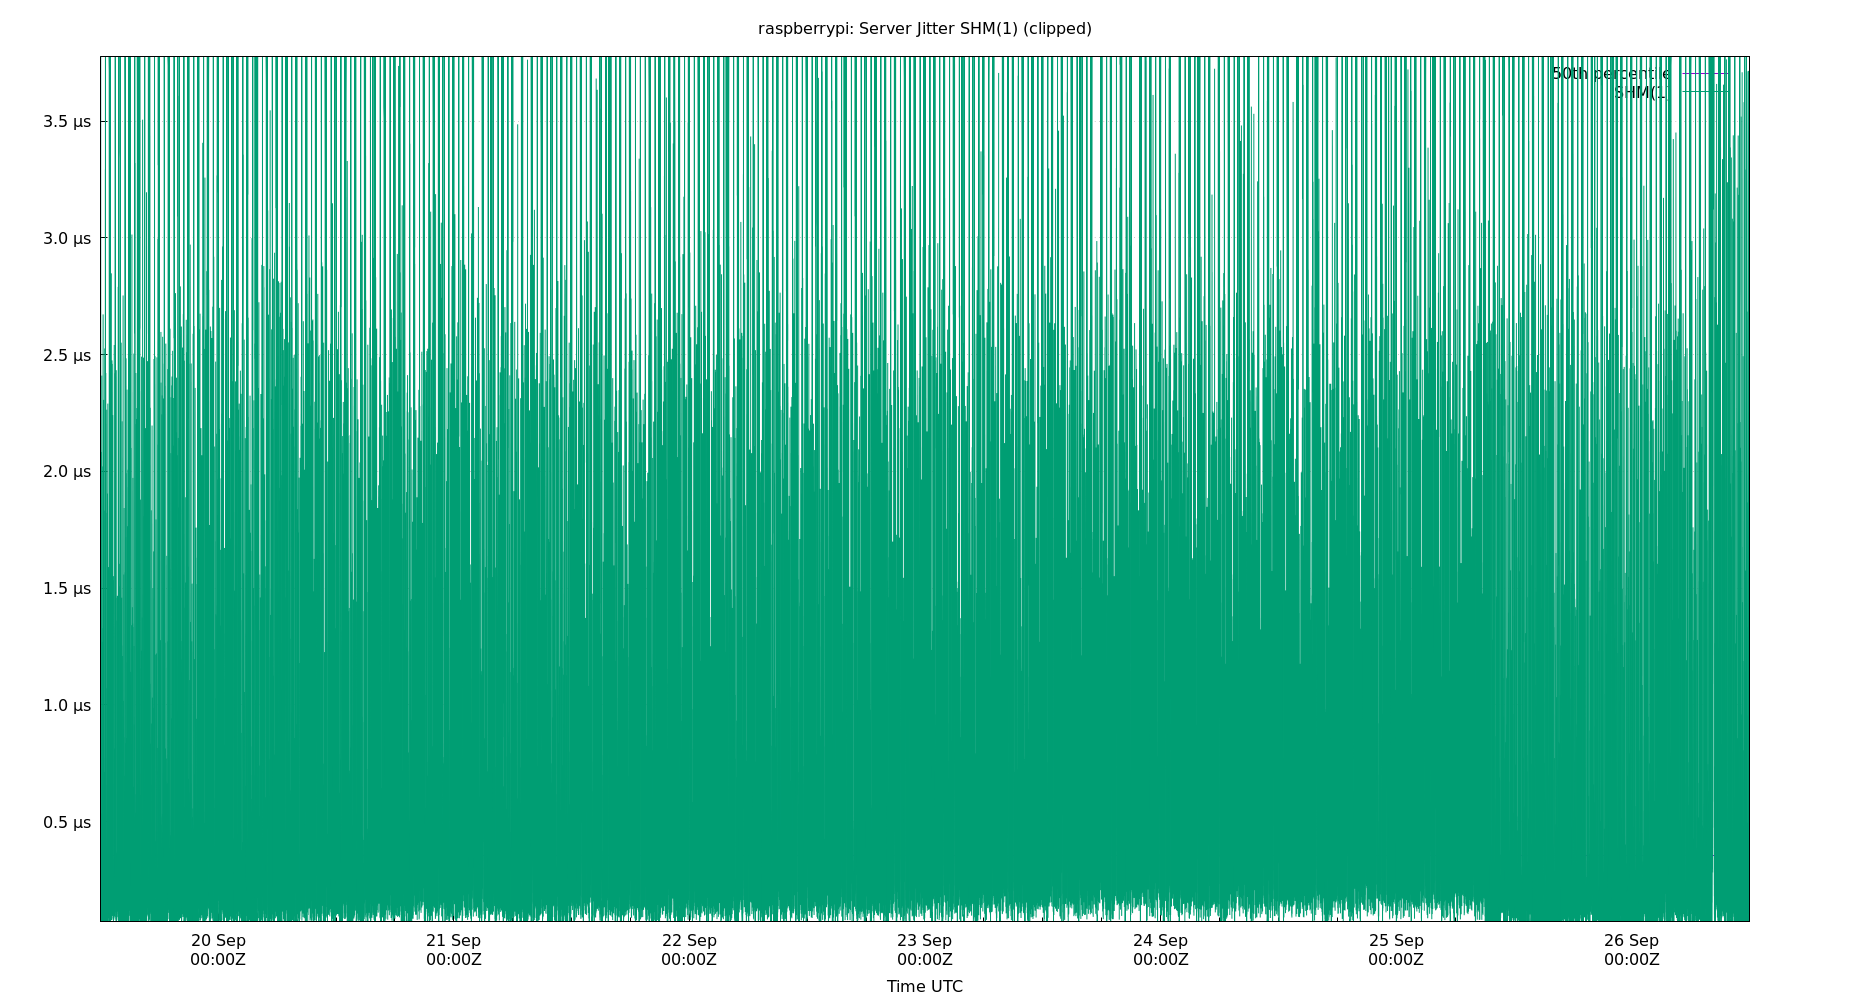 raspberrypi: Server Jitter SHM(1) (clipped)
50th percentile
SHM(1)
3.5 µs
3.0 µs
2.5 µs
2.0 µs
1.5 µs
1.0 µs
0.5 µs
20 Sep 21 Sep 22 Sep 23 Sep 24 Sep 25 Sep 26 Sep
00:00Z 00:00Z 00:00Z 00:00Z 00:00Z 00:00Z 00:00Z
Time UTC